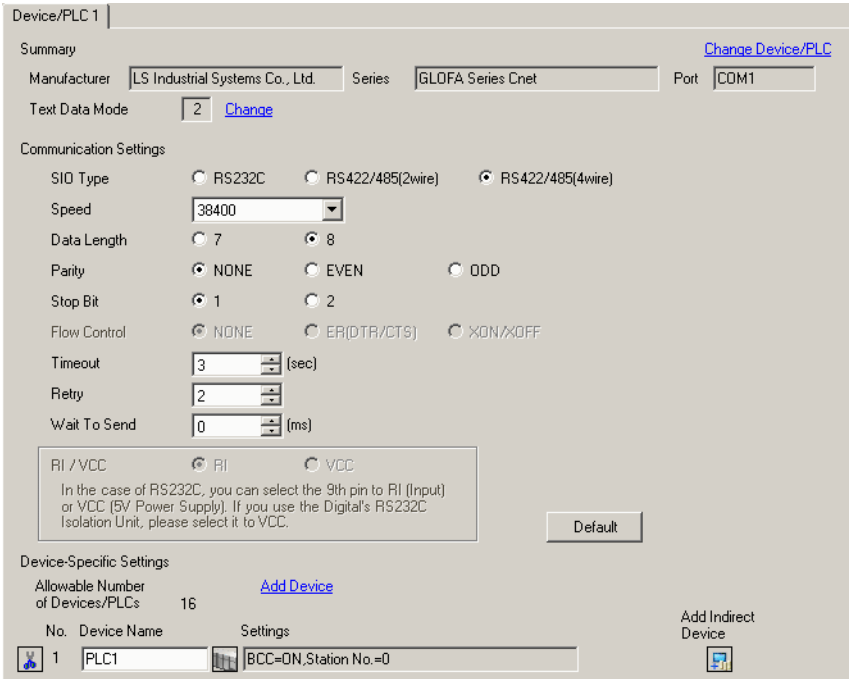 Device/PLC 1
Summary
Change Device/PLC
Manufacturer LS Industrial Systems Co., Ltd. Series GLOFA Series Cnet Port COM1
Text Data Mode 2 Change
Communication Settings
SIO Type RS232C RS422/485(2wire) RS422/485(4wire)
Speed 38400
Data Length 7 8
Parity NONE EVEN ODD
Stop Bit 1 2
Flow Control NONE ER(DTR/CTS) XON/XOFF
Timeout 3 (sec)
Retry 2
Wait To Send 0 (ms)
RI / VCC RI VCC
In the case of RS232C, you can select the 9th pin to RI (Input)
or VCC (5V Power Supply). If you use the Digital's RS232C
Isolation Unit, please select it to VCC.
Default
Device-Specific Settings
Allowable Number
of Devices/PLCs 16
Add Device
No. Device Name Settings
Add Indirect
Device
1 PLC1 BCC=ON,Station No.=0